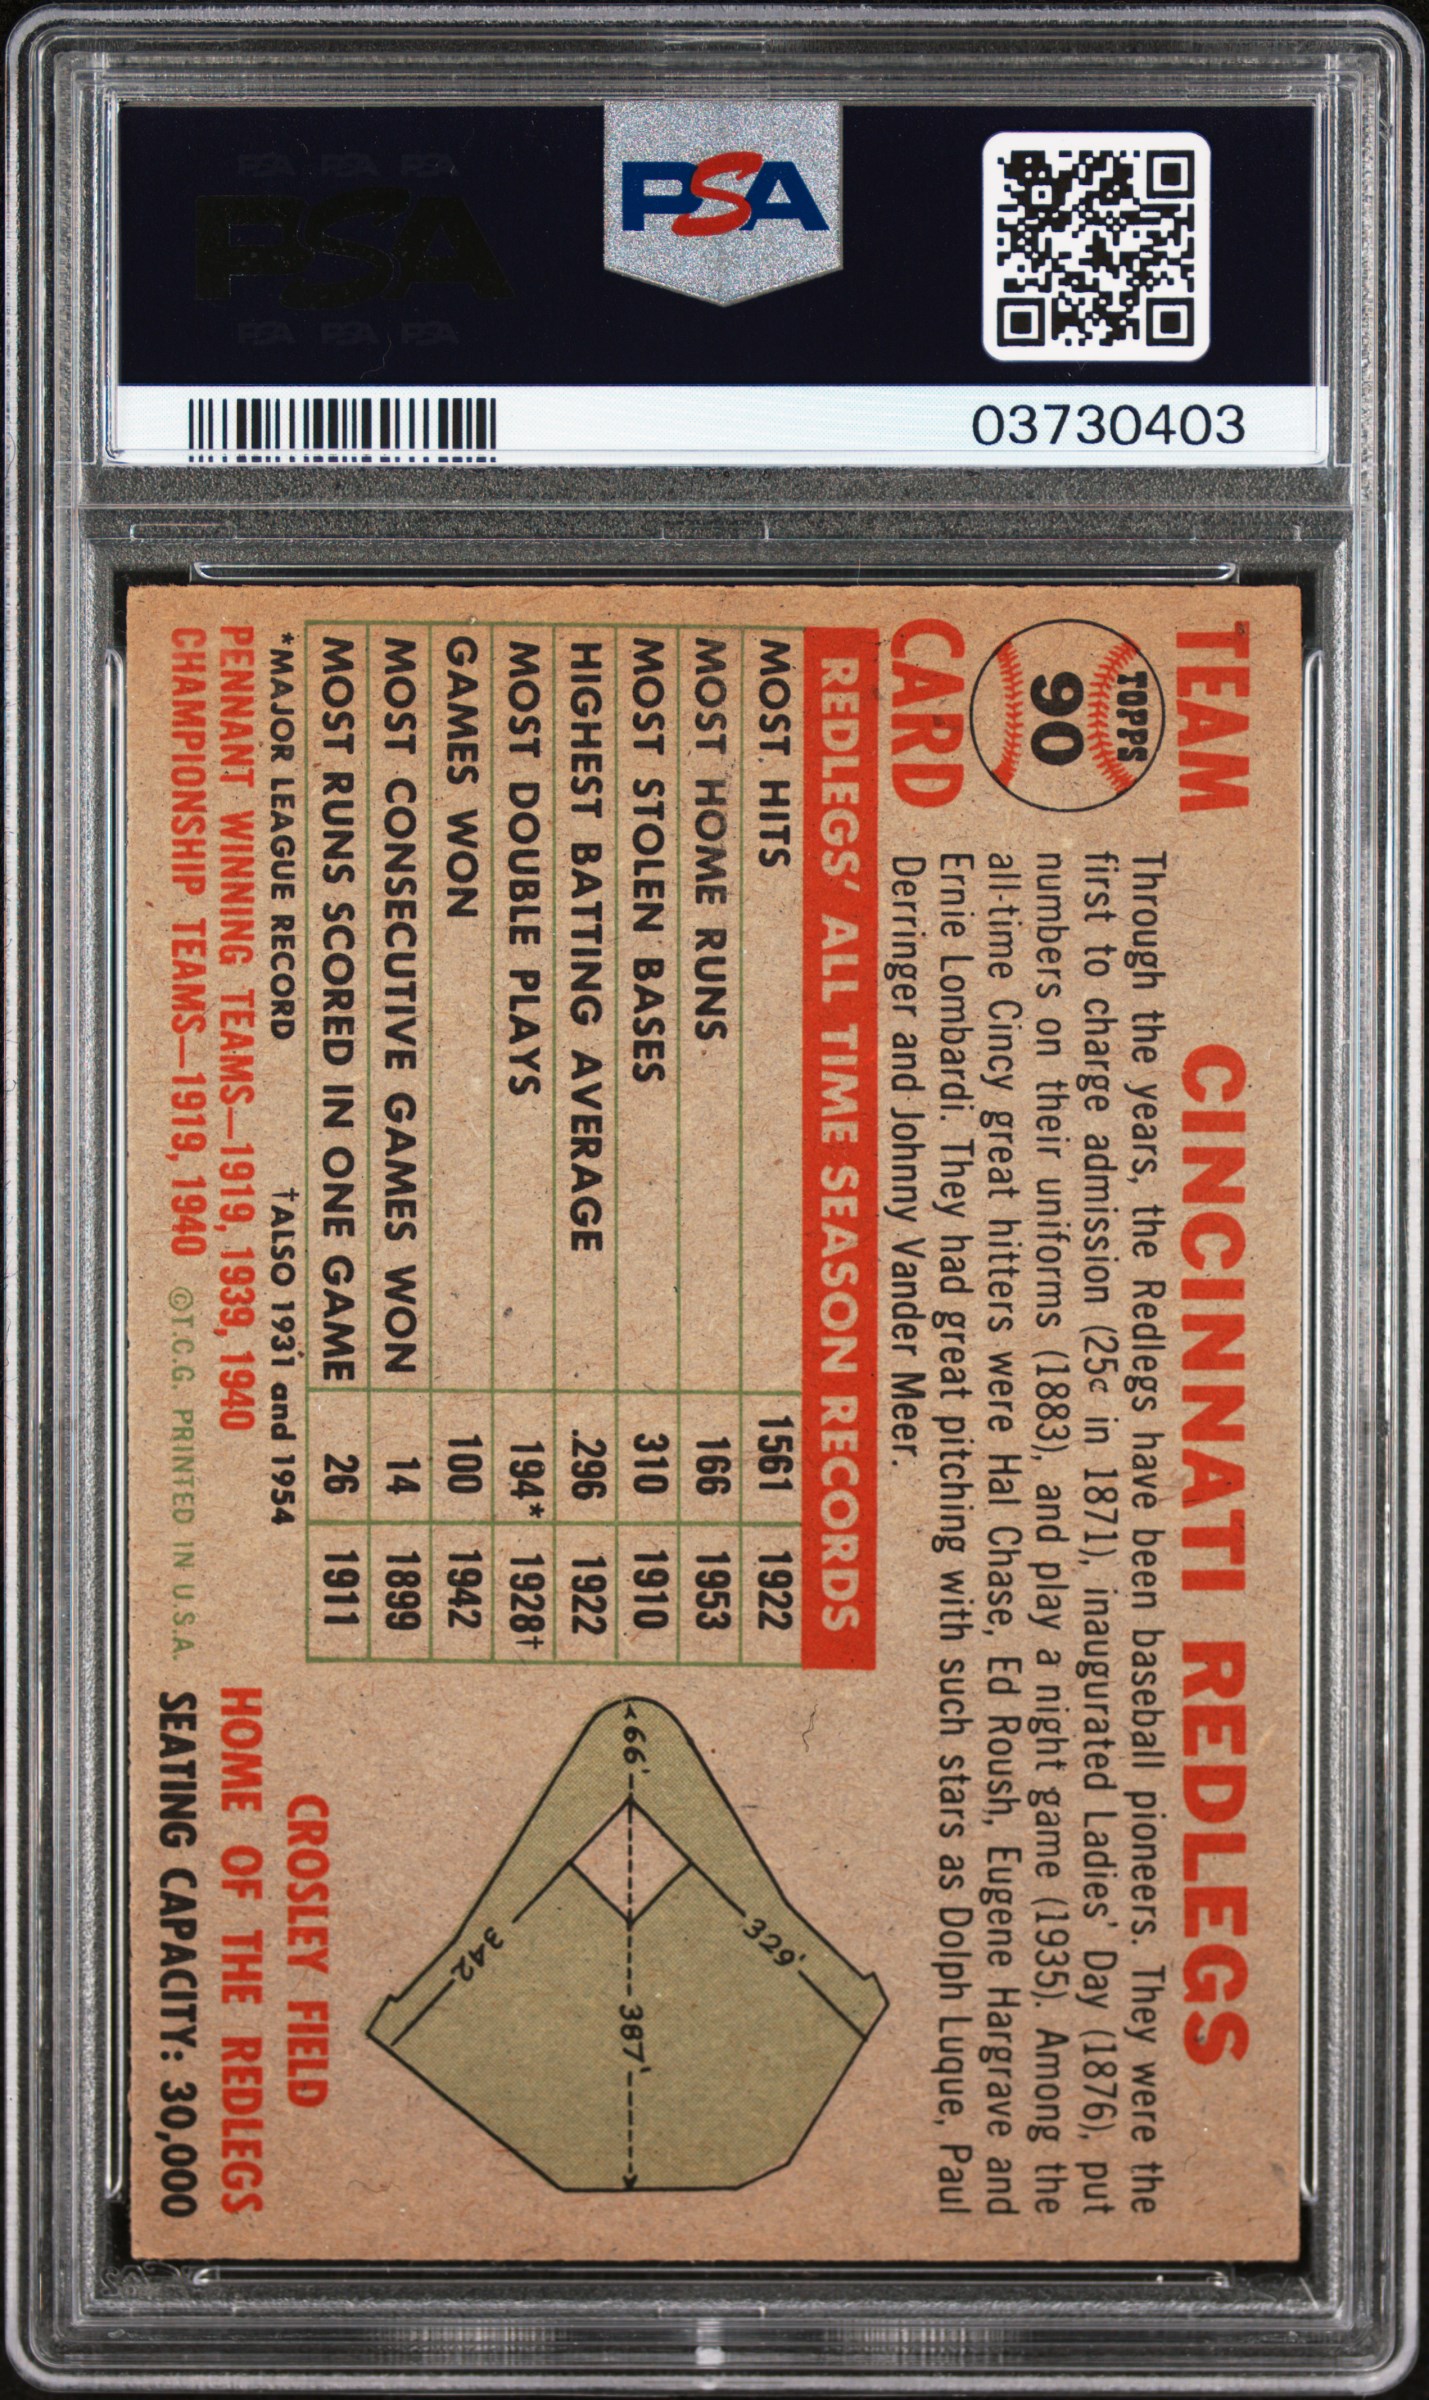 PSA PSA PSA
PSA
PSA PSA PSA
PSA
03730403
TEAM
TOPPS
90
CARD
CINCINNATI REDLEGS
Through the years, the Redlegs have been baseball pioneers. They were the
first to charge admission (25¢ in 1871), inaugurated Ladies' Day (1876), put
numbers on their uniforms (1883), and play a night game (1935). Among the
all-time Cincy great hitters were Hal Chase, Ed Roush, Eugene Hargrave and
Ernie Lombardi. They had great pitching with such stars as Dolph Luque, Paul
Derringer and Johnny Vander Meer.
REDLEGS' ALL TIME SEASON RECORDS
MOST HITS 1561 1922
MOST HOME RUNS 166 1953
MOST STOLEN BASES 310 1910
HIGHEST BATTING AVERAGE .296 1922
MOST DOUBLE PLAYS 194* 1928†
GAMES WON 100 1942
MOST CONSECUTIVE GAMES WON 14 1899
MOST RUNS SCORED IN ONE GAME 26 1911
*MAJOR LEAGUE RECORD †ALSO 1931 and 1954
PENNANT WINNING TEAMS—1919, 1939, 1940
CHAMPIONSHIP TEAMS—1919, 1940 ©T.C.G. PRINTED IN U.S.A.
329'
66' 387'
342
CROSLEY FIELD
HOME OF THE REDLEGS
SEATING CAPACITY: 30,000